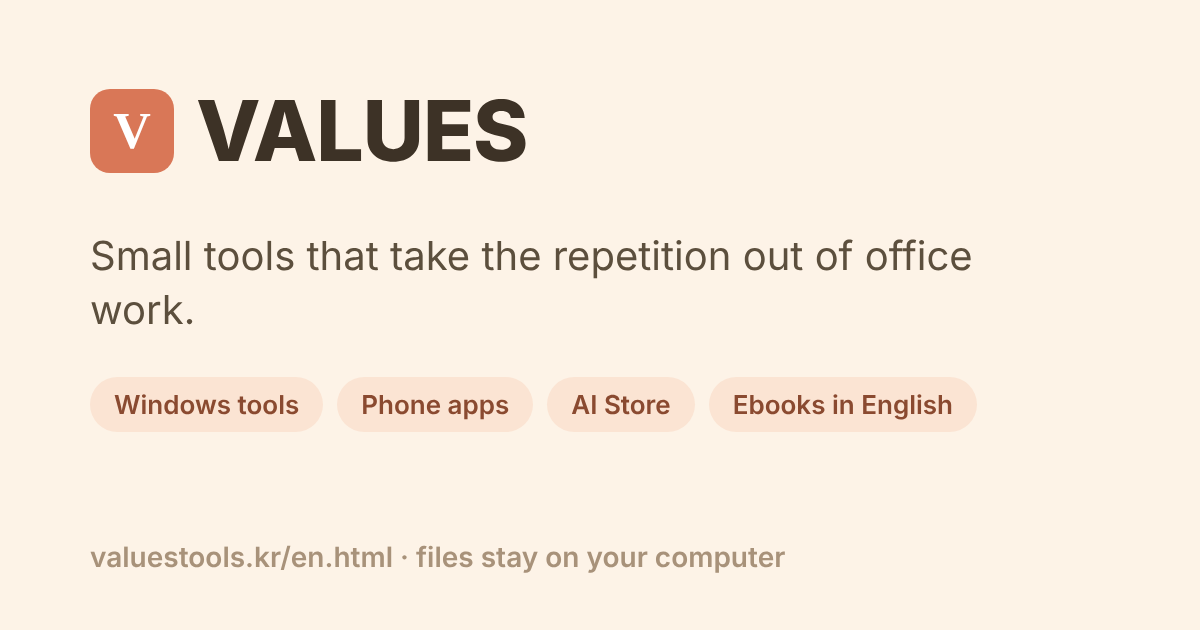 V VALUES
Small tools that take the repetition out of office
work.
Windows tools Phone apps AI Store Ebooks in English
valuestools.kr/en.html · files stay on your computer